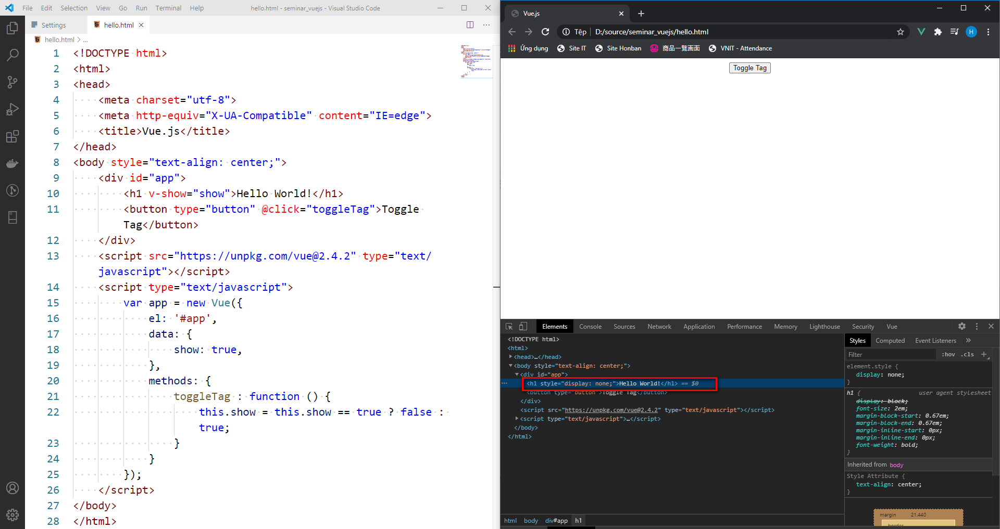 File Edit Selection View Go Run Terminal Help hello.html - seminar_vuejs - Visual Studio Code
Settings hello.html
hello.html > ...
1 <!DOCTYPE html>
2 <html>
3 <head>
4 <meta charset="utf-8">
5 <meta http-equiv="X-UA-Compatible" content="IE=edge">
6 <title>Vue.js</title>
7 </head>
8 <body style="text-align: center;">
9 <div id="app">
10 <h1 v-show="show">Hello World!</h1>
11 <button type="button" @click="toggleTag">Toggle
Tag</button>
12 </div>
13 <script src="https://unpkg.com/vue@2.4.2" type="text/
javascript"></script>
14 <script type="text/javascript">
15 var app = new Vue({
16 el: '#app',
17 data: {
18 show: true,
19 },
20 methods: {
21 toggleTag : function () {
22 this.show = this.show == true ? false :
true;
23 }
24 }
25 });
26 </script>
27 </body>
28 </html>
Vue.js
Tệp D:/source/seminar_vuejs/hello.html H
Ứng dụng Site IT Site Honban 商品一覧画面 VNIT - Attendance
Toggle Tag
Elements Console Sources Network Application Performance Memory Lighthouse Security Vue
<!DOCTYPE html>
<html>
<head>…</head>
<body style="text-align: center;">
<div id="app">
<h1 style="display: none;">Hello World!</h1> == $0
<button type="button">Toggle Tag</button>
</div>
<script src="https://unpkg.com/vue@2.4.2" type="text/javascript"></script>
<script type="text/javascript">…</script>
</body>
</html>
html body div#app h1
Styles Computed Event Listeners »
Filter :hov .cls +
element.style {
display: none;
}
h1 { user agent stylesheet
display: block;
font-size: 2em;
margin-block-start: 0.67em;
margin-block-end: 0.67em;
margin-inline-start: 0px;
margin-inline-end: 0px;
font-weight: bold;
}
Inherited from body
Style Attribute {
text-align: center;
}
margin 21.440
border